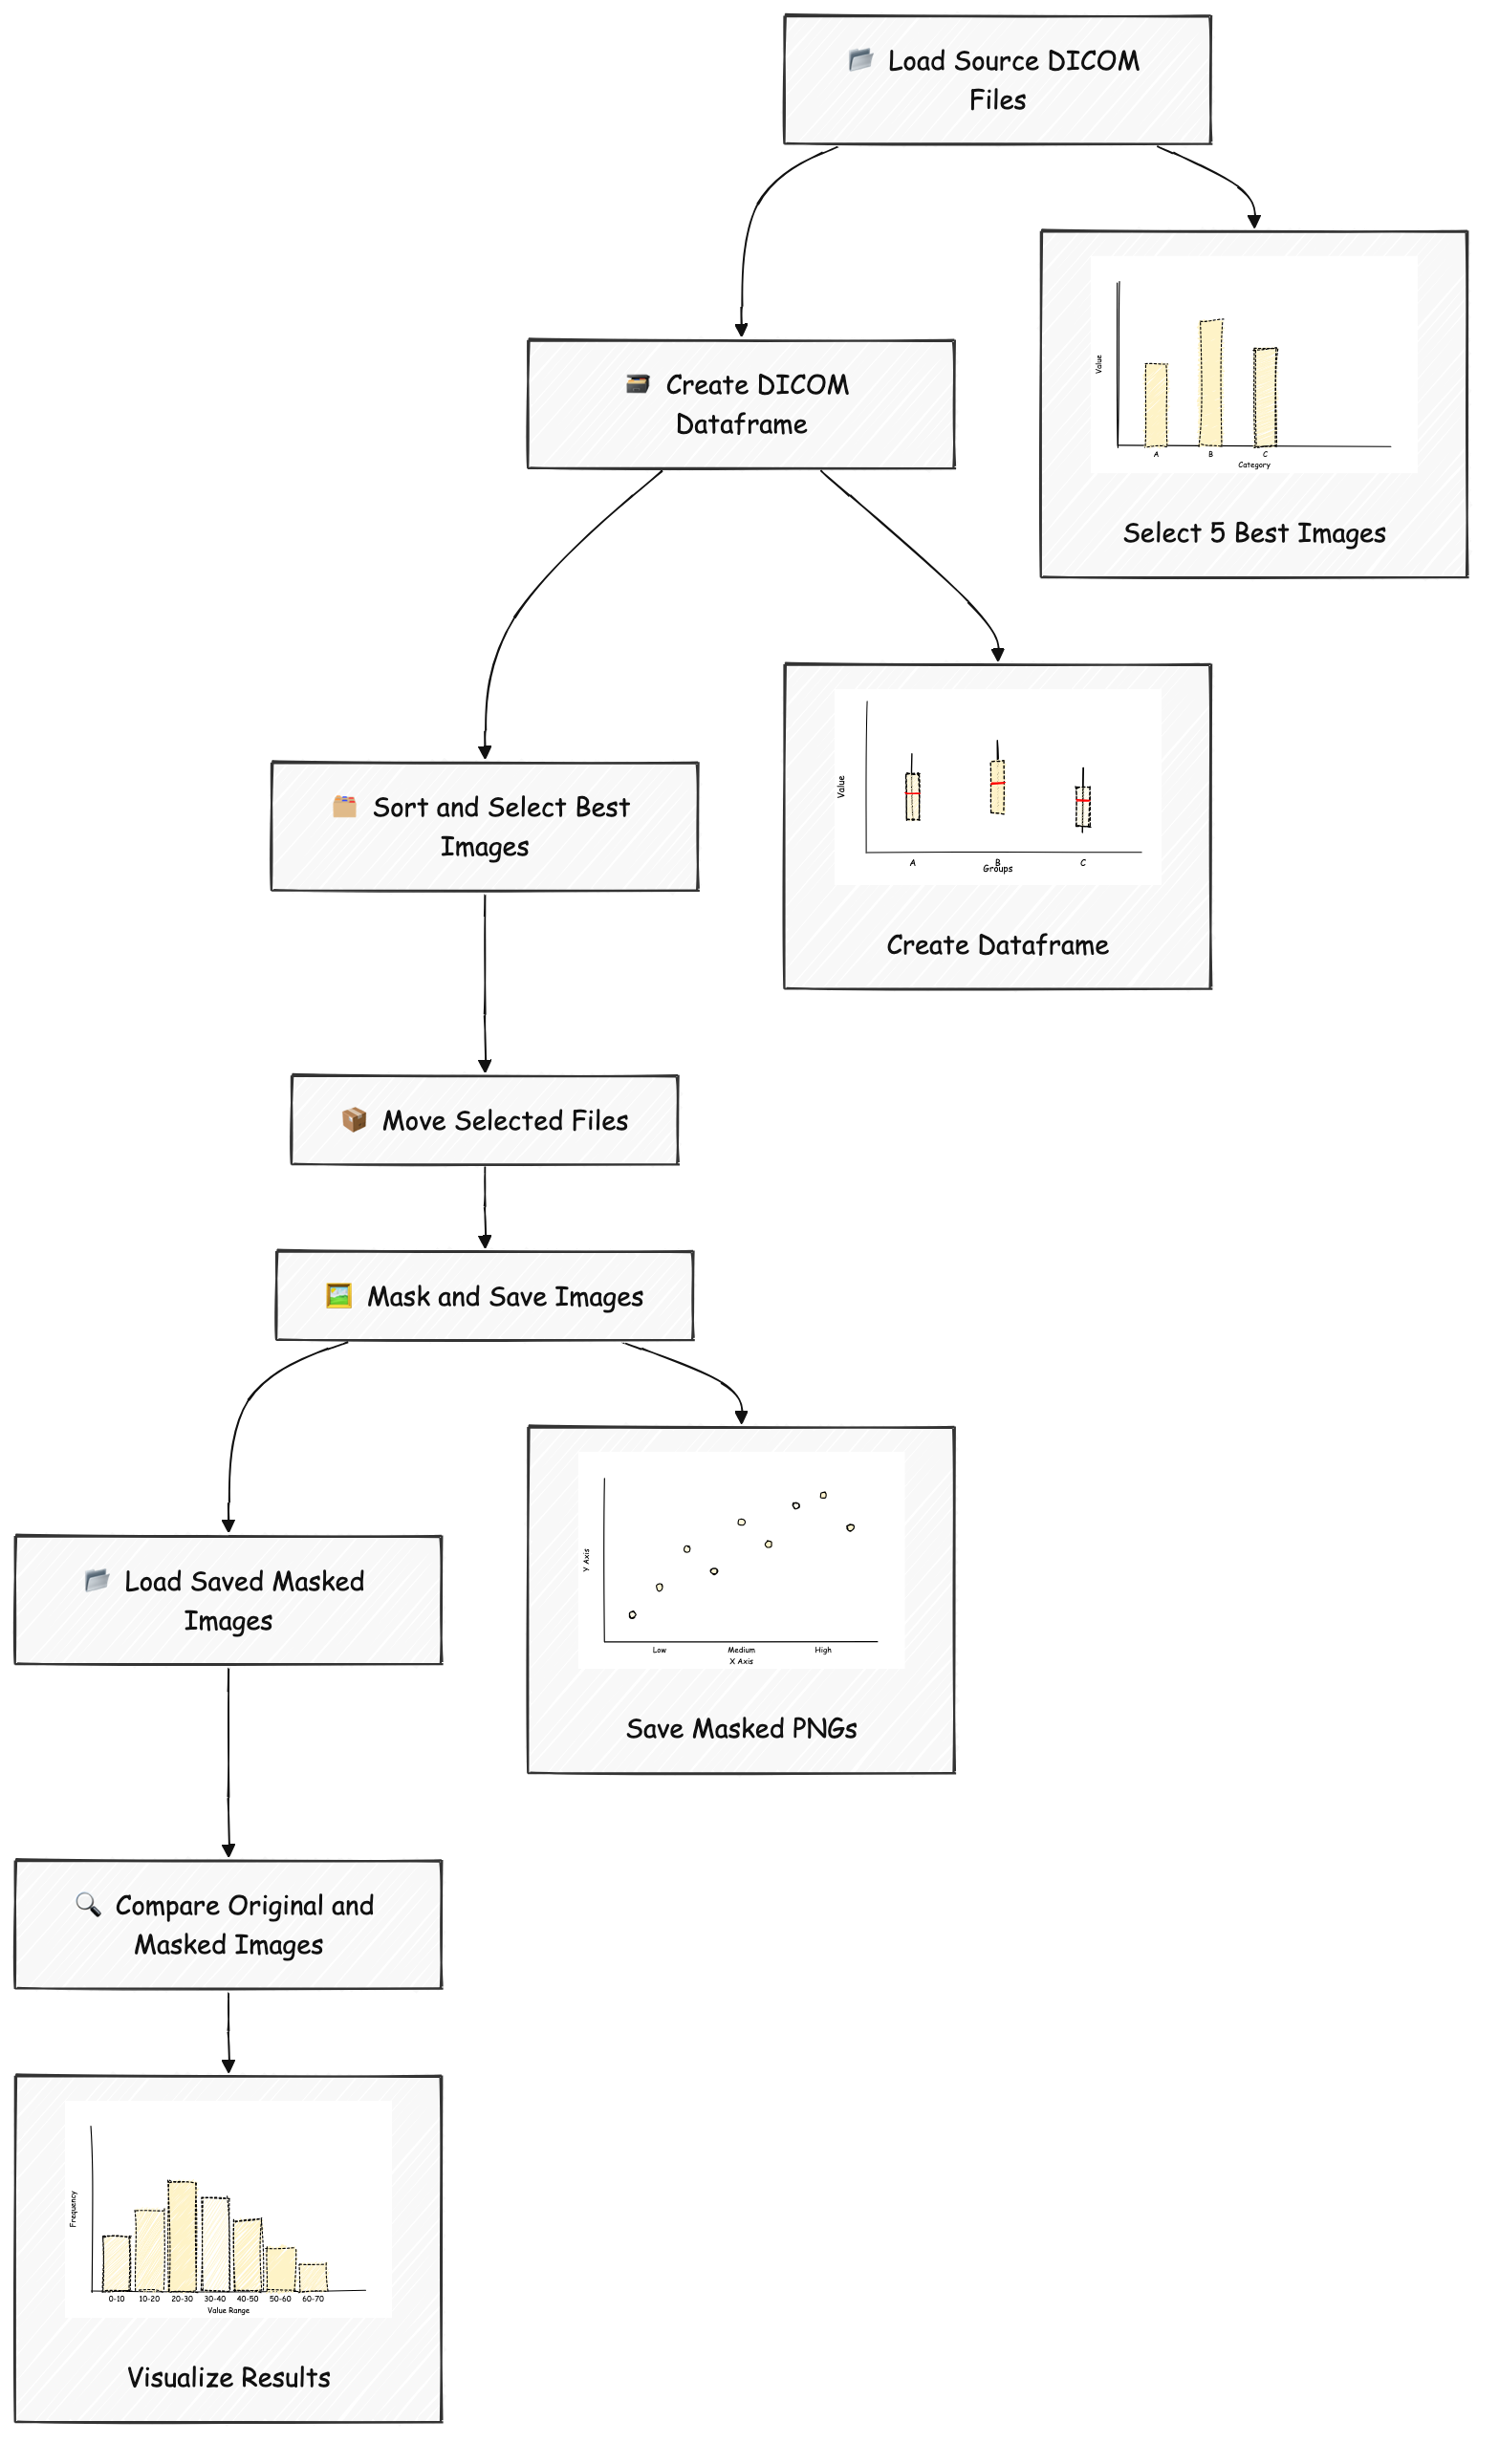 Load Source DICOM
Files
Value
A B C
Category
Select 5 Best Images
Create DICOM
Dataframe
Value
A B C
Groups
Create Dataframe
Sort and Select Best
Images
Move Selected Files
Mask and Save Images
Y Axis
Low Medium High
X Axis
Save Masked PNGs
Load Saved Masked
Images
Compare Original and
Masked Images
Frequency
0-10 10-20 20-30 30-40 40-50 50-60 60-70
Value Range
Visualize Results